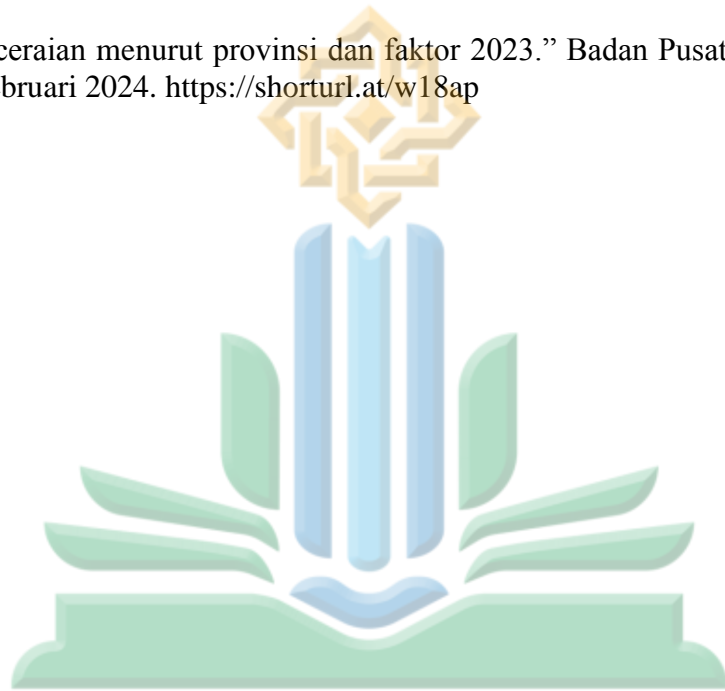 ceraian menurut provinsi dan faktor 2023.” Badan Pusat
bruari 2024. https://shorturl.at/w18ap